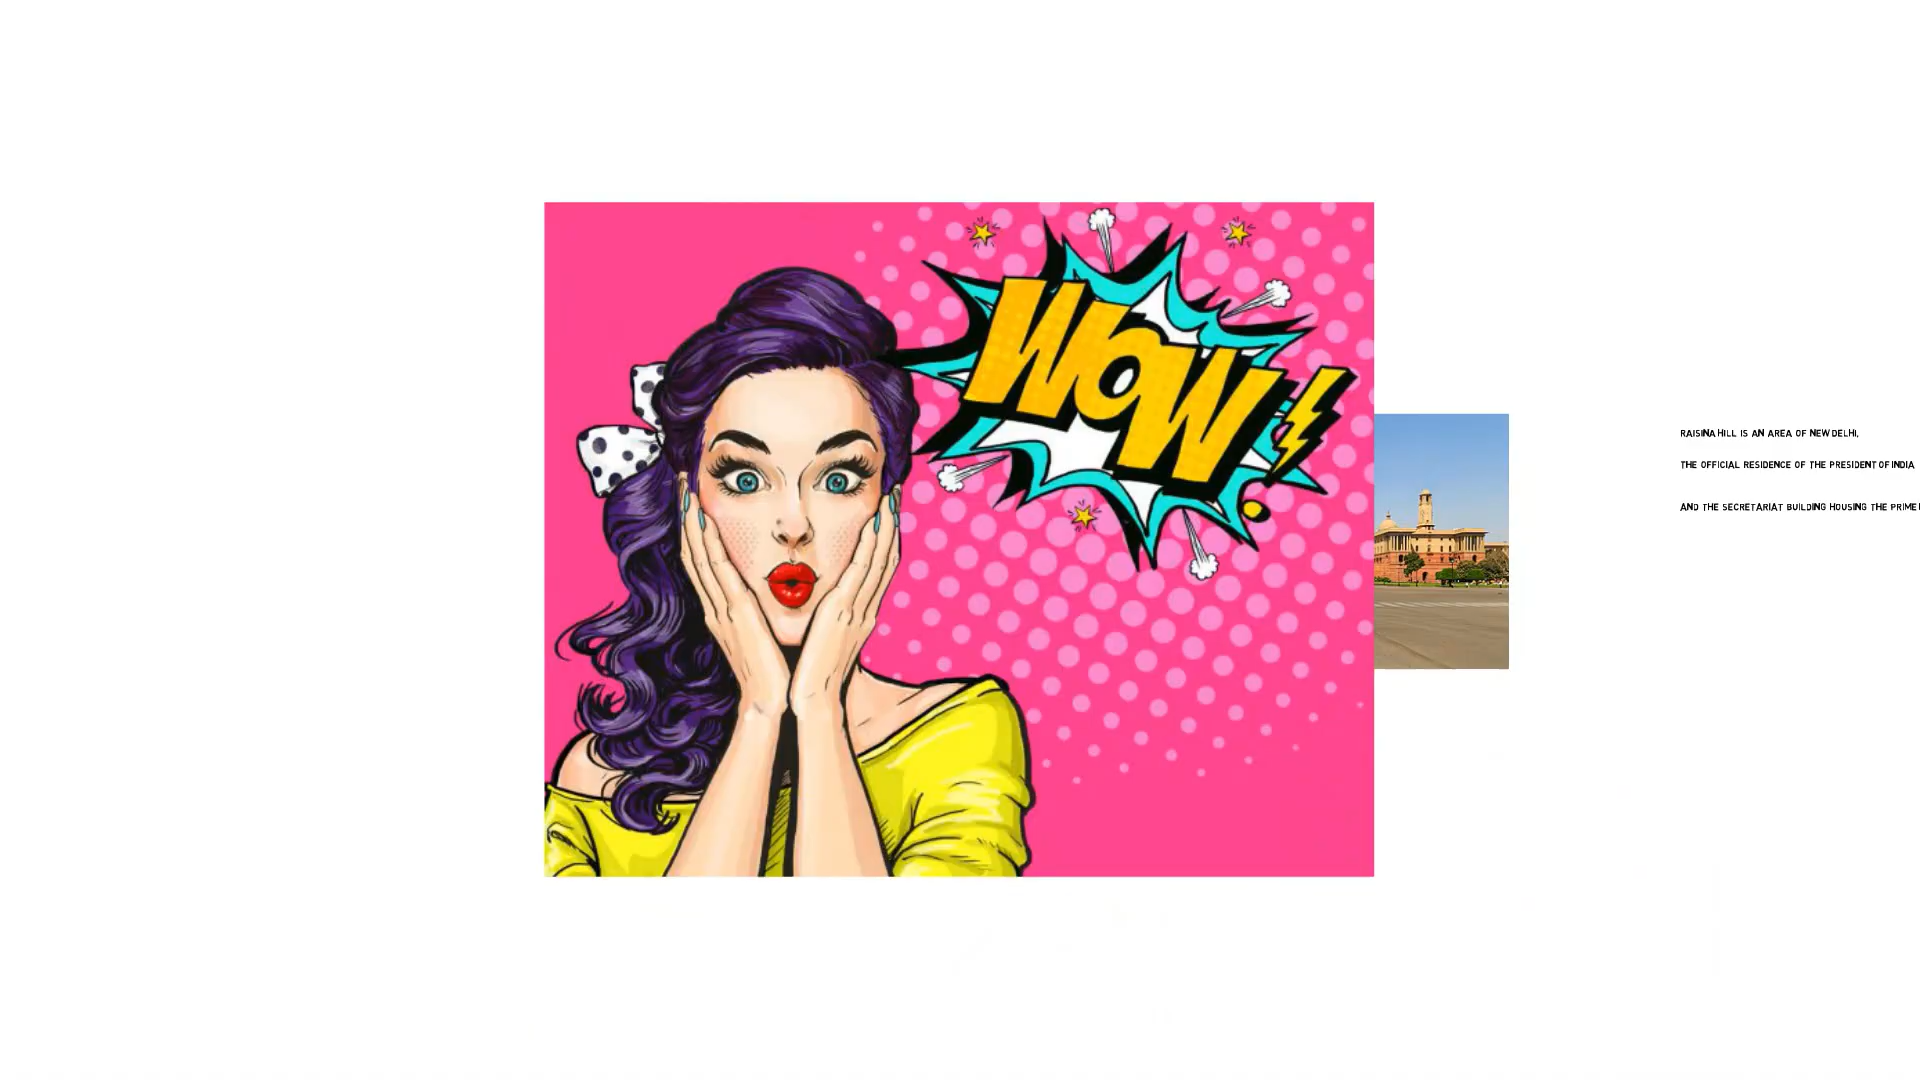 WOW!
RAISINA HILL IS AN AREA OF NEW DELHI,
THE OFFICIAL RESIDENCE OF THE PRESIDENT OF INDIA
AND THE SECRETARIAT BUILDING HOUSING THE PRIME